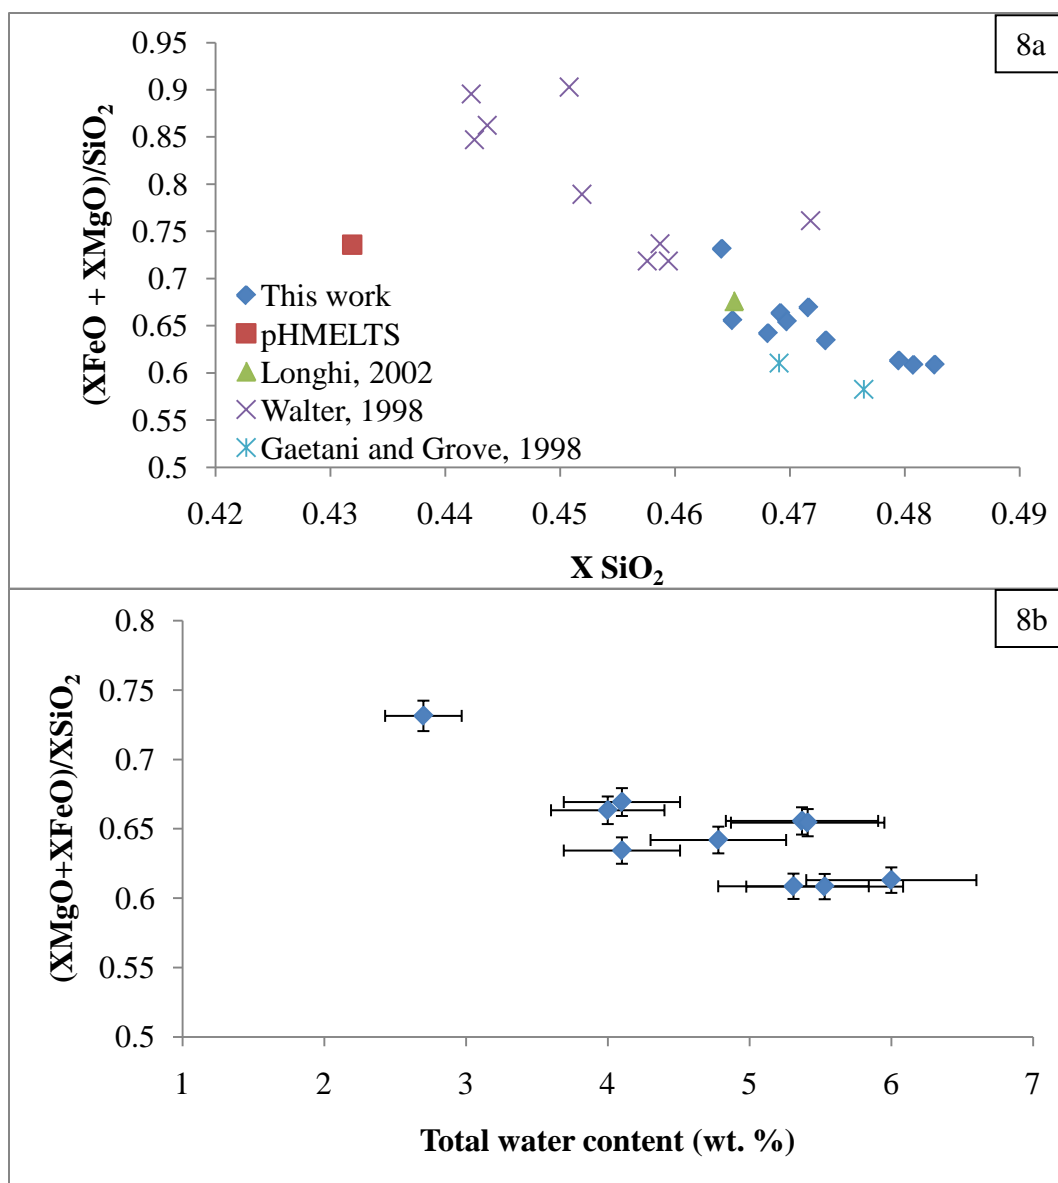 8a
(XFeO + XMgO)/SiO₂
0.95
0.9
0.85
0.8
0.75
0.7
0.65
0.6
0.55
0.5
This work
pHMELTS
Longhi, 2002
Walter, 1998
Gaetani and Grove, 1998
0.42 0.43 0.44 0.45 0.46 0.47 0.48 0.49
X SiO₂
8b
(XMgO+XFeO)/XSiO₂
0.8
0.75
0.7
0.65
0.6
0.55
0.5
1 2 3 4 5 6 7
Total water content (wt. %)